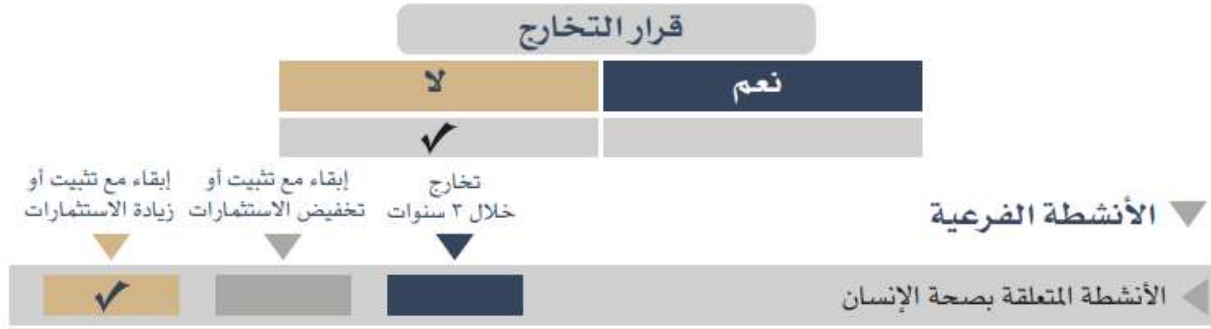 قرار التخارج
نعم
لا
✓
تخارج
خلال ٣ سنوات
إبقاء مع تثبيت أو
تخفيض الاستثمارات
إبقاء مع تثبيت أو
زيادة الاستثمارات
الأنشطة الفرعية
الأنشطة المتعلقة بصحة الإنسان
✓